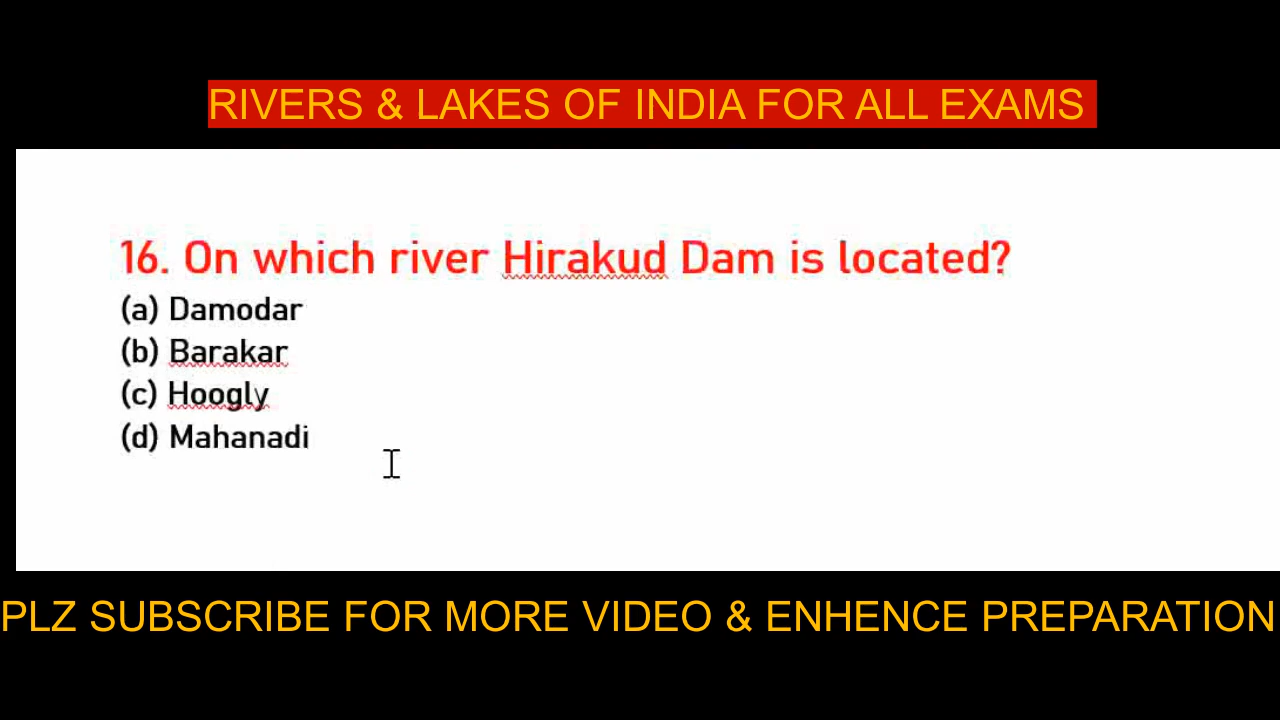 RIVERS & LAKES OF INDIA FOR ALL EXAMS
16. On which river Hirakud Dam is located?
(a) Damodar
(b) Barakar
(c) Hoogly
(d) Mahanadi
PLZ SUBSCRIBE FOR MORE VIDEO & ENHENCE PREPARATION